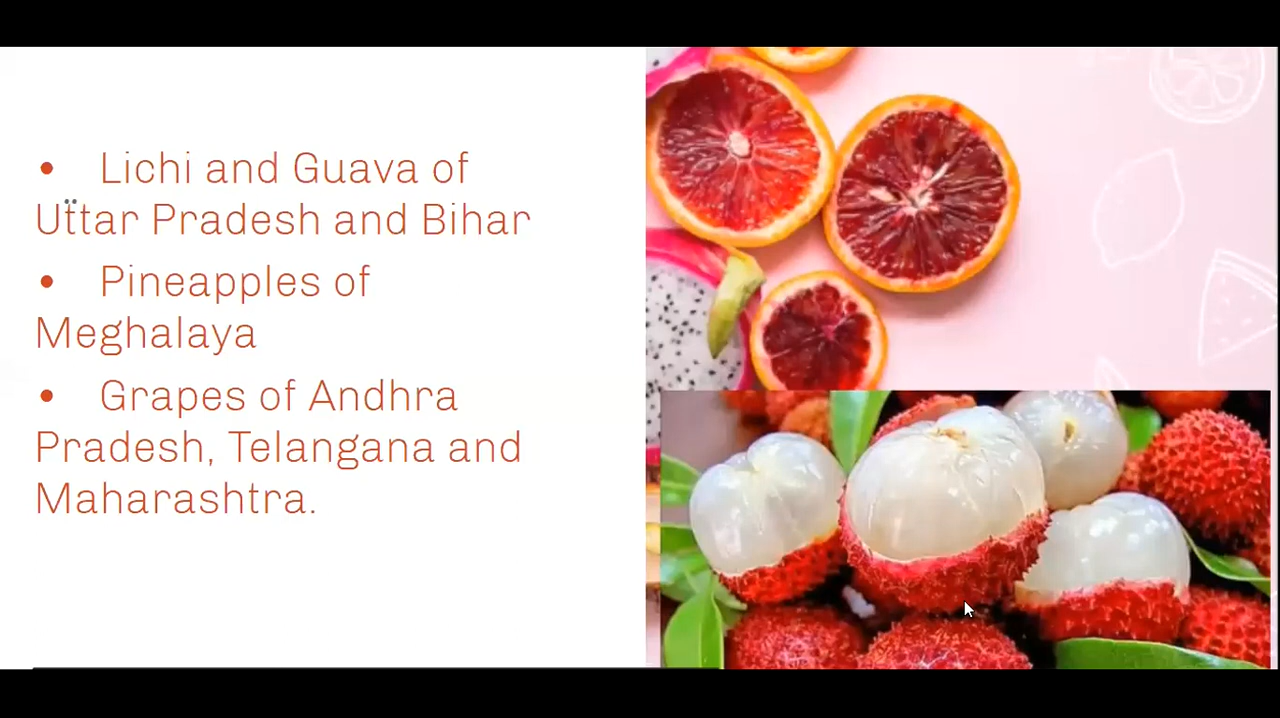 • Lichi and Guava of
Uttar Pradesh and Bihar
• Pineapples of
Meghalaya
• Grapes of Andhra
Pradesh, Telangana and
Maharashtra.